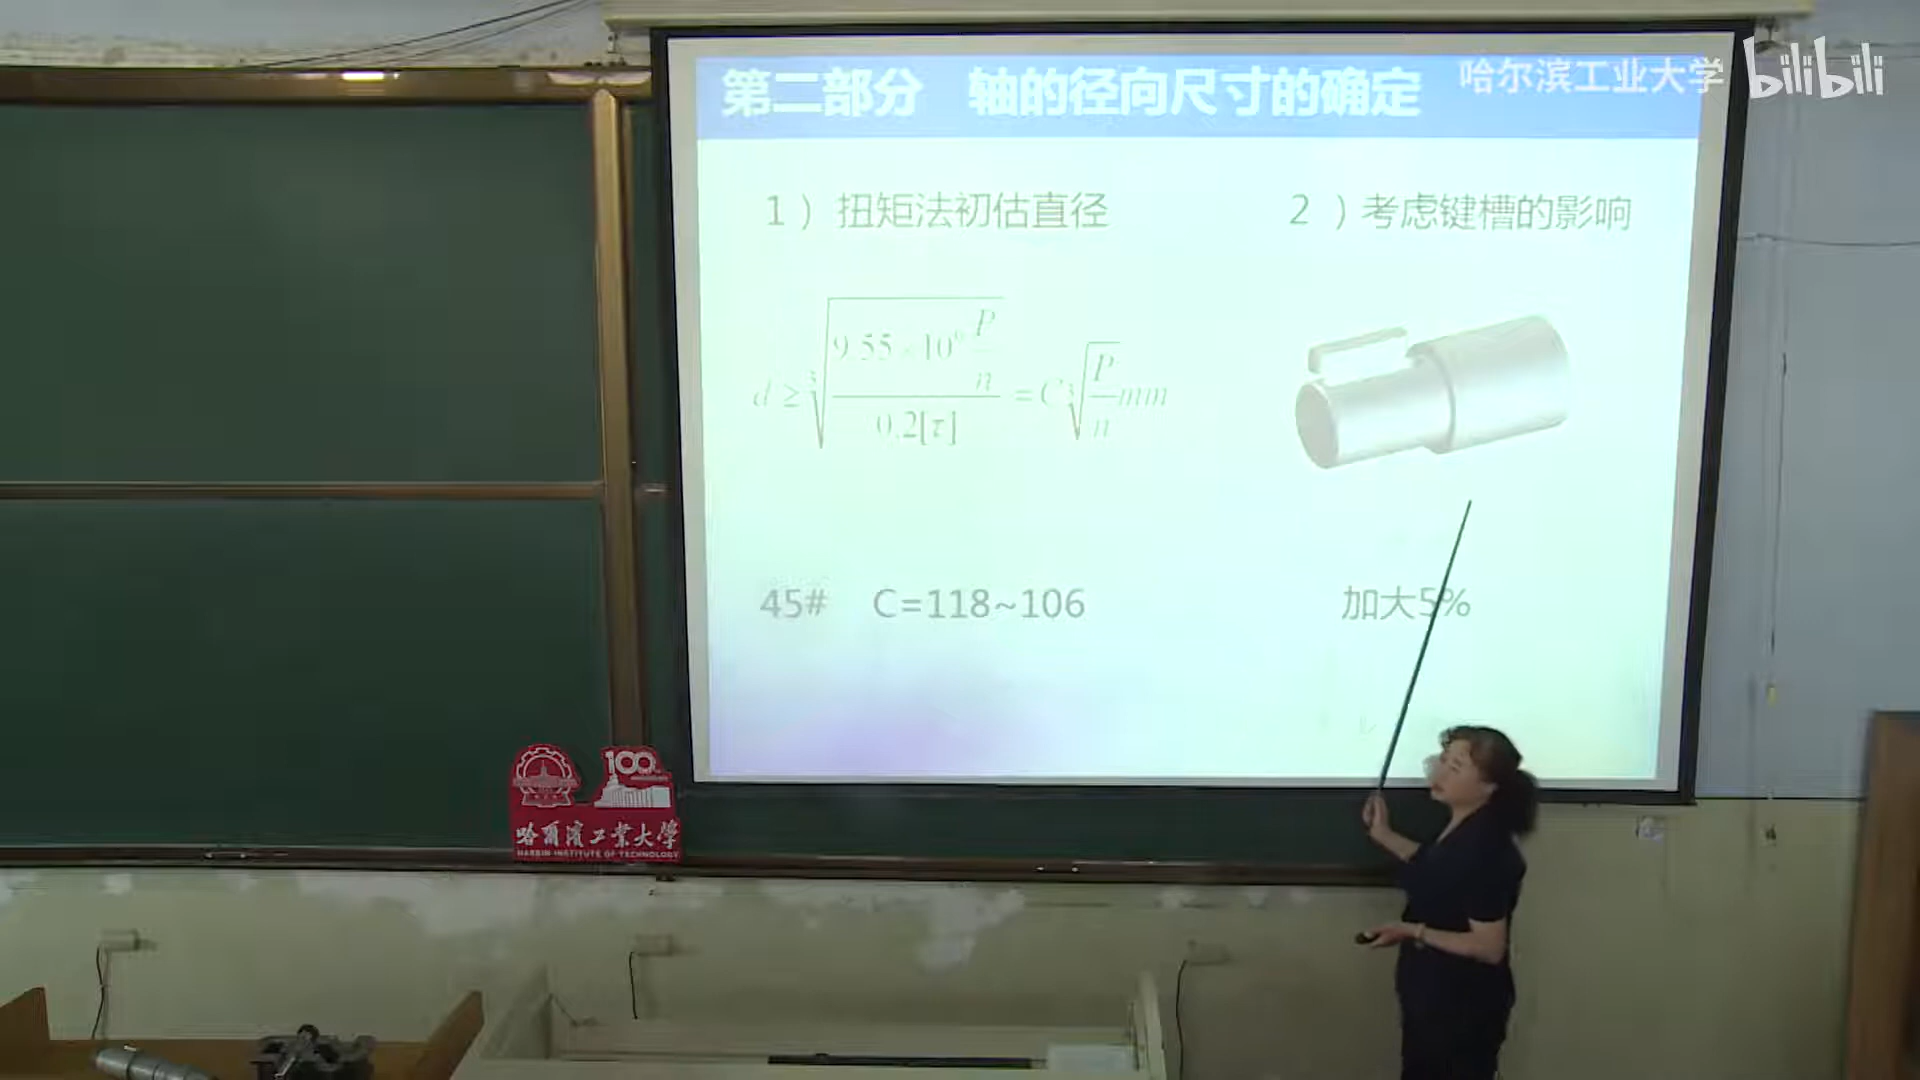 第二部分 轴的径向尺寸的确定
哈尔滨工业大学 bilibili
1） 扭矩法初估直径
2 ）考虑键槽的影响
d ≥ ∛(9.55×10⁶ P/n / 0.2[τ]) = C ∛(P/n) mm
45# C=118~106
加大5%
100
哈爾濱工業大學
HARBIN INSTITUTE OF TECHNOLOGY